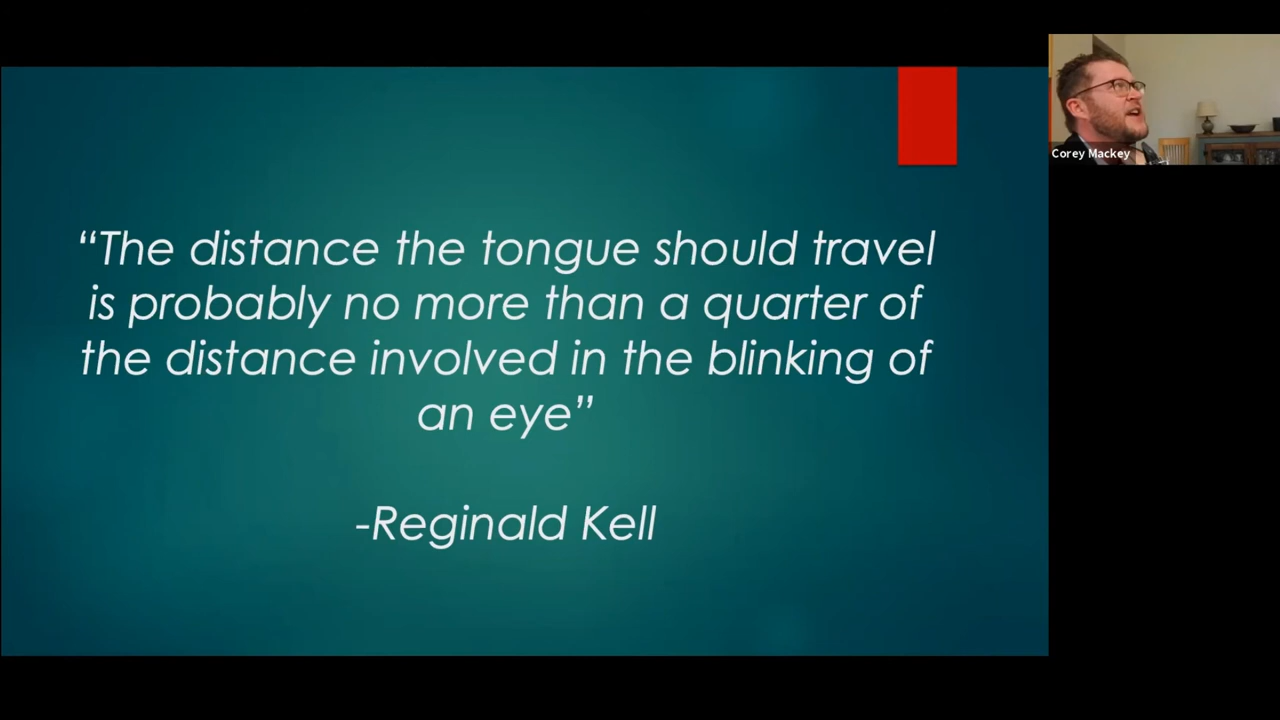 “The distance the tongue should travel
is probably no more than a quarter of
the distance involved in the blinking of
an eye”
-Reginald Kell
Corey Mackey